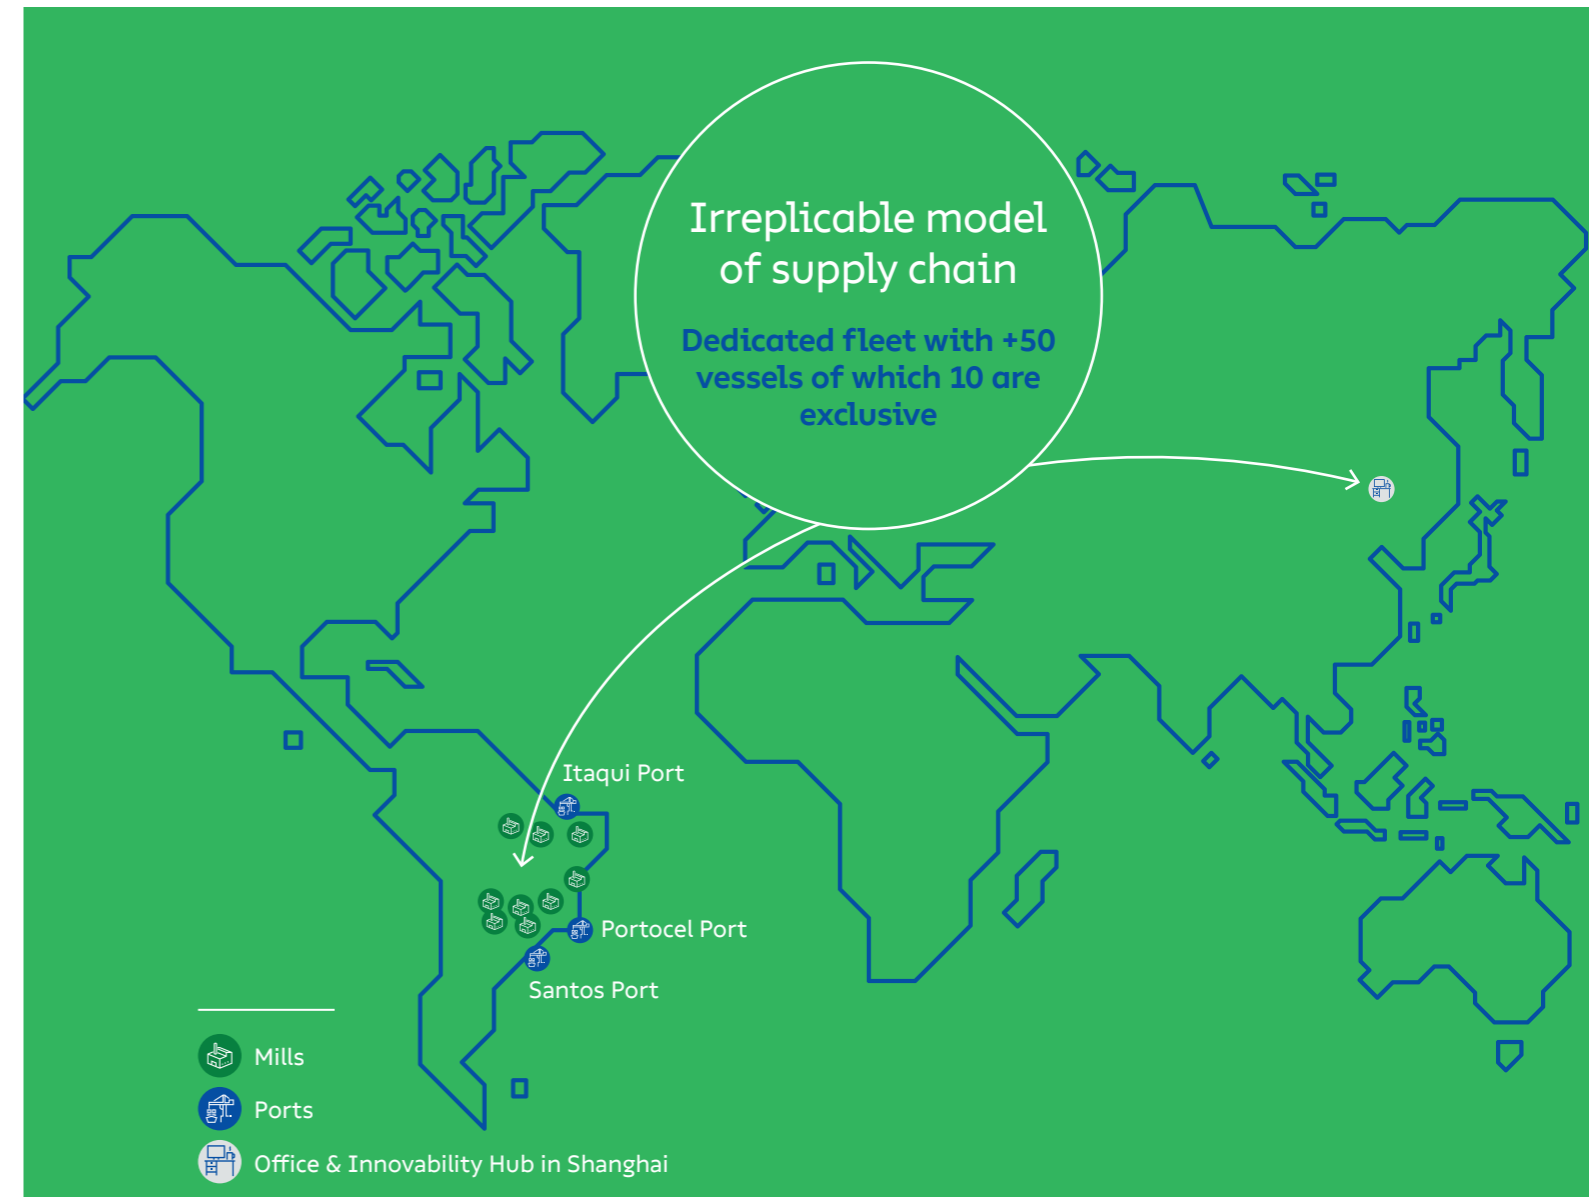 Irreplicable model
of supply chain
Dedicated fleet with +50
vessels of which 10 are
exclusive
Itaqui Port
Portocel Port
Santos Port
Mills
Ports
Office & Innovability Hub in Shanghai